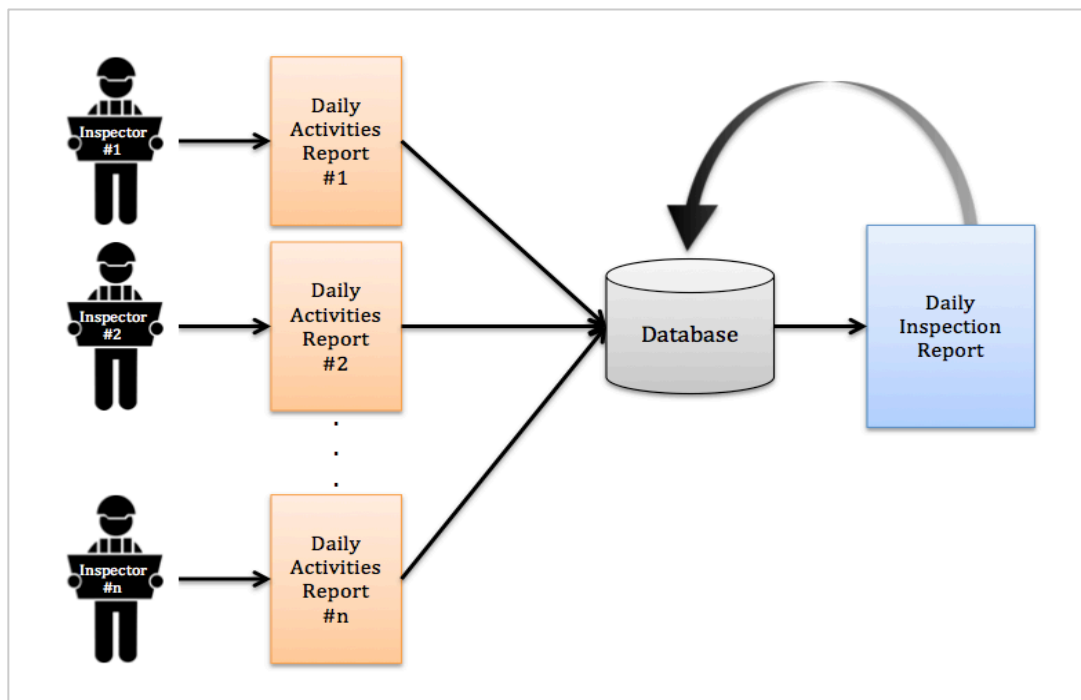 Inspector
#1
Daily
Activities
Report
#1
Inspector
#2
Daily
Activities
Report
#2
.
.
.
Inspector
#n
Daily
Activities
Report
#n
Database
Daily
Inspection
Report